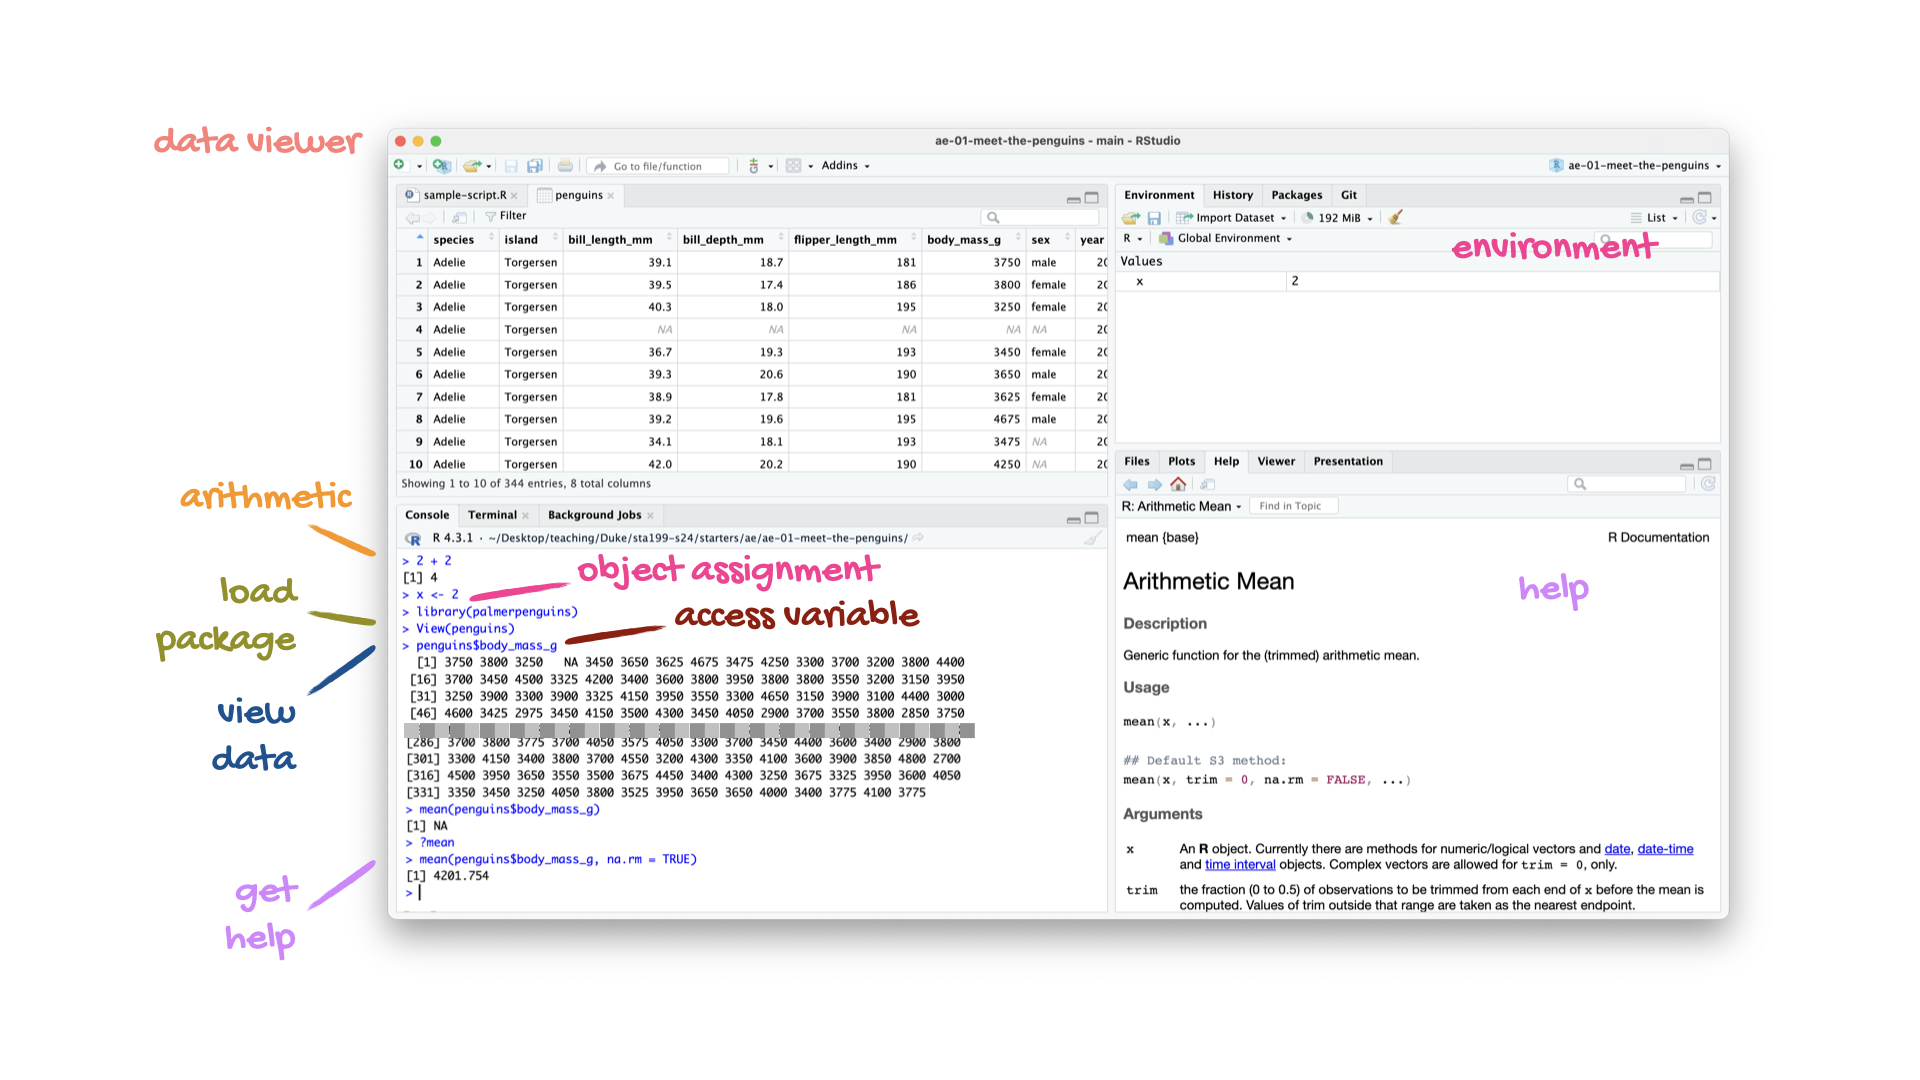 data viewer
ae-01-meet-the-penguins - main - RStudio
Go to file/function
Addins
ae-01-meet-the-penguins
sample-script.R
penguins
Filter
species island bill_length_mm bill_depth_mm flipper_length_mm body_mass_g sex year
1 Adelie Torgersen 39.1 18.7 181 3750 male 20
2 Adelie Torgersen 39.5 17.4 186 3800 female 20
3 Adelie Torgersen 40.3 18.0 195 3250 female 20
4 Adelie Torgersen NA NA NA NA NA 20
5 Adelie Torgersen 36.7 19.3 193 3450 female 20
6 Adelie Torgersen 39.3 20.6 190 3650 male 20
7 Adelie Torgersen 38.9 17.8 181 3625 female 20
8 Adelie Torgersen 39.2 19.6 195 4675 male 20
9 Adelie Torgersen 34.1 18.1 193 3475 NA 20
10 Adelie Torgersen 42.0 20.2 190 4250 NA 20
Showing 1 to 10 of 344 entries, 8 total columns
Environment History Packages Git
Import Dataset 192 MiB List
R Global Environment
environment
Values
x 2
arithmetic
load
package
view
data
get
help
Console Terminal Background Jobs
R 4.3.1 · ~/Desktop/teaching/Duke/sta199-s24/starters/ae/ae-01-meet-the-penguins/
> 2 + 2
[1] 4
> x <- 2
object assignment
> library(palmerpenguins)
> View(penguins)
> penguins$body_mass_g
access variable
[1] 3750 3800 3250 NA 3450 3650 3625 4675 3475 4250 3300 3700 3200 3800 4400
[16] 3700 3450 4500 3325 4200 3400 3600 3800 3950 3800 3800 3550 3200 3150 3950
[31] 3250 3900 3300 3900 3325 4150 3950 3550 3300 4650 3150 3900 3100 4400 3000
[46] 4600 3425 2975 3450 4150 3500 4300 3450 4050 2900 3700 3550 3800 2850 3750
[286] 3700 3800 3775 3700 4050 3575 4050 3300 3700 3450 4400 3600 3400 2900 3800
[301] 3300 4150 3400 3800 3700 4550 3200 4300 3350 4100 3600 3900 3850 4800 2700
[316] 4500 3950 3650 3550 3500 3675 4450 3400 4300 3250 3675 3325 3950 3600 4050
[331] 3350 3450 3250 4050 3800 3525 3950 3650 3650 4000 3400 3775 4100 3775
> mean(penguins$body_mass_g)
[1] NA
> ?mean
> mean(penguins$body_mass_g, na.rm = TRUE)
[1] 4201.754
>
Files Plots Help Viewer Presentation
R: Arithmetic Mean Find in Topic
mean {base} R Documentation
Arithmetic Mean
help
Description
Generic function for the (trimmed) arithmetic mean.
Usage
mean(x, ...)
## Default S3 method:
mean(x, trim = 0, na.rm = FALSE, ...)
Arguments
x An R object. Currently there are methods for numeric/logical vectors and date, date-time
and time interval objects. Complex vectors are allowed for trim = 0, only.
trim the fraction (0 to 0.5) of observations to be trimmed from each end of x before the mean is
computed. Values of trim outside that range are taken as the nearest endpoint.